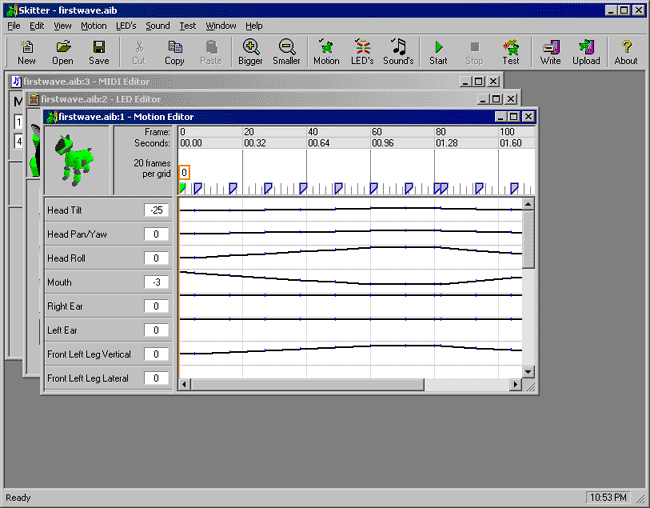 Skitter - firstwave.aib
File Edit View Motion LED's Sound Test Window Help
New Open Save Cut Copy Paste Bigger Smaller Motion LED's Sound's Start Stop Test Write Upload About
firstwave.aib:3 - MIDI Editor
firstwave.aib:2 - LED Editor
firstwave.aib:1 - Motion Editor
M
1
4
Frame: 0 20 40 60 80 100
Seconds: 00.00 00.32 00.64 00.96 01.28 01.60
20 frames
per grid
0
Head Tilt -25
Head Pan/Yaw 0
Head Roll 0
Mouth -3
Right Ear 0
Left Ear 0
Front Left Leg Vertical 0
Front Left Leg Lateral 0
Ready 10:53 PM